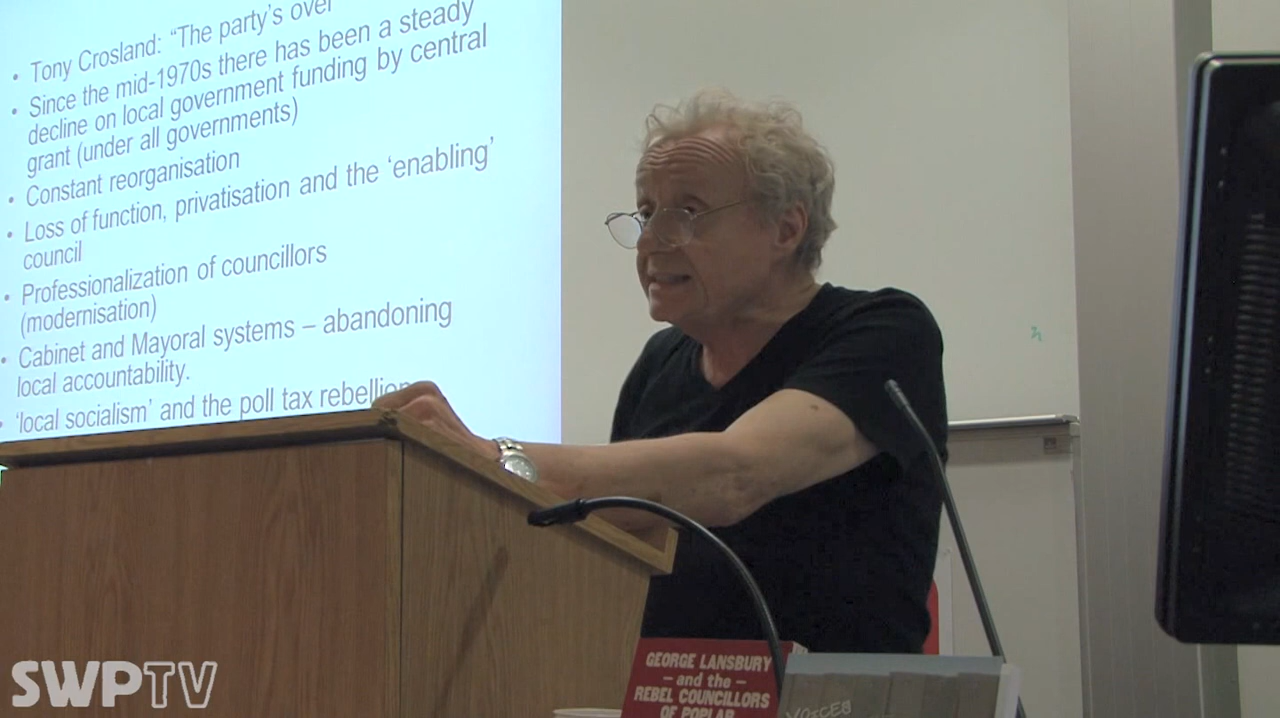 • Tony Crosland: “The party’s over
• Since the mid-1970s there has been a steady
decline on local government funding by central
grant (under all governments)
• Constant reorganisation
• Loss of function, privatisation and the ‘enabling’
council
• Professionalization of councillors
(modernisation)
• Cabinet and Mayoral systems – abandoning
local accountability.
• ‘local socialism’ and the poll tax rebellion
GEORGE LANSBURY
– and the –
REBEL COUNCILLORS
OF POPLAR
VOICES
SWPTV